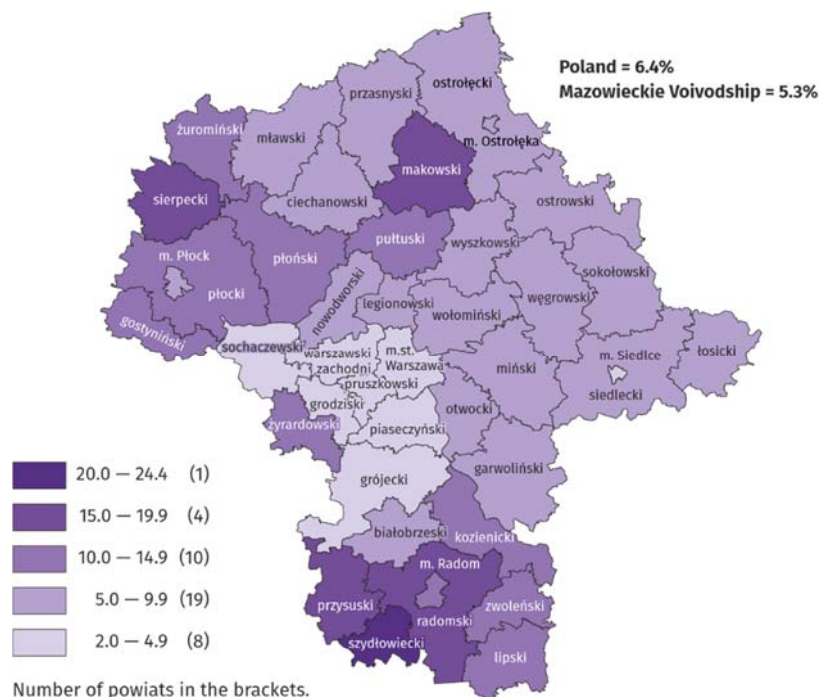 Poland = 6.4%
Mazowieckie Voivodship = 5.3%
ostrołęcki
przasnyski
żuromiński
mławski
m. Ostrołęka
makowski
sierpecki
ciechanowski
ostrowski
pułtuski
wyszkowski
m. Płock
płoński
sokołowski
płocki
nowodworski
legionowski
wołomiński
węgrowski
gostyniński
sochaczewski
warszawski
zachodni
m.st.
Warszawa
pruszkowski
miński
m. Siedlce
łosicki
siedlecki
grodziski
otwocki
żyrardowski
piaseczyński
garwoliński
grójecki
białobrzeski
kozienicki
m. Radom
przysuski
radomski
zwoleński
szydłowiecki
lipski
20.0 — 24.4 (1)
15.0 — 19.9 (4)
10.0 — 14.9 (10)
5.0 — 9.9 (19)
2.0 — 4.9 (8)
Number of powiats in the brackets.